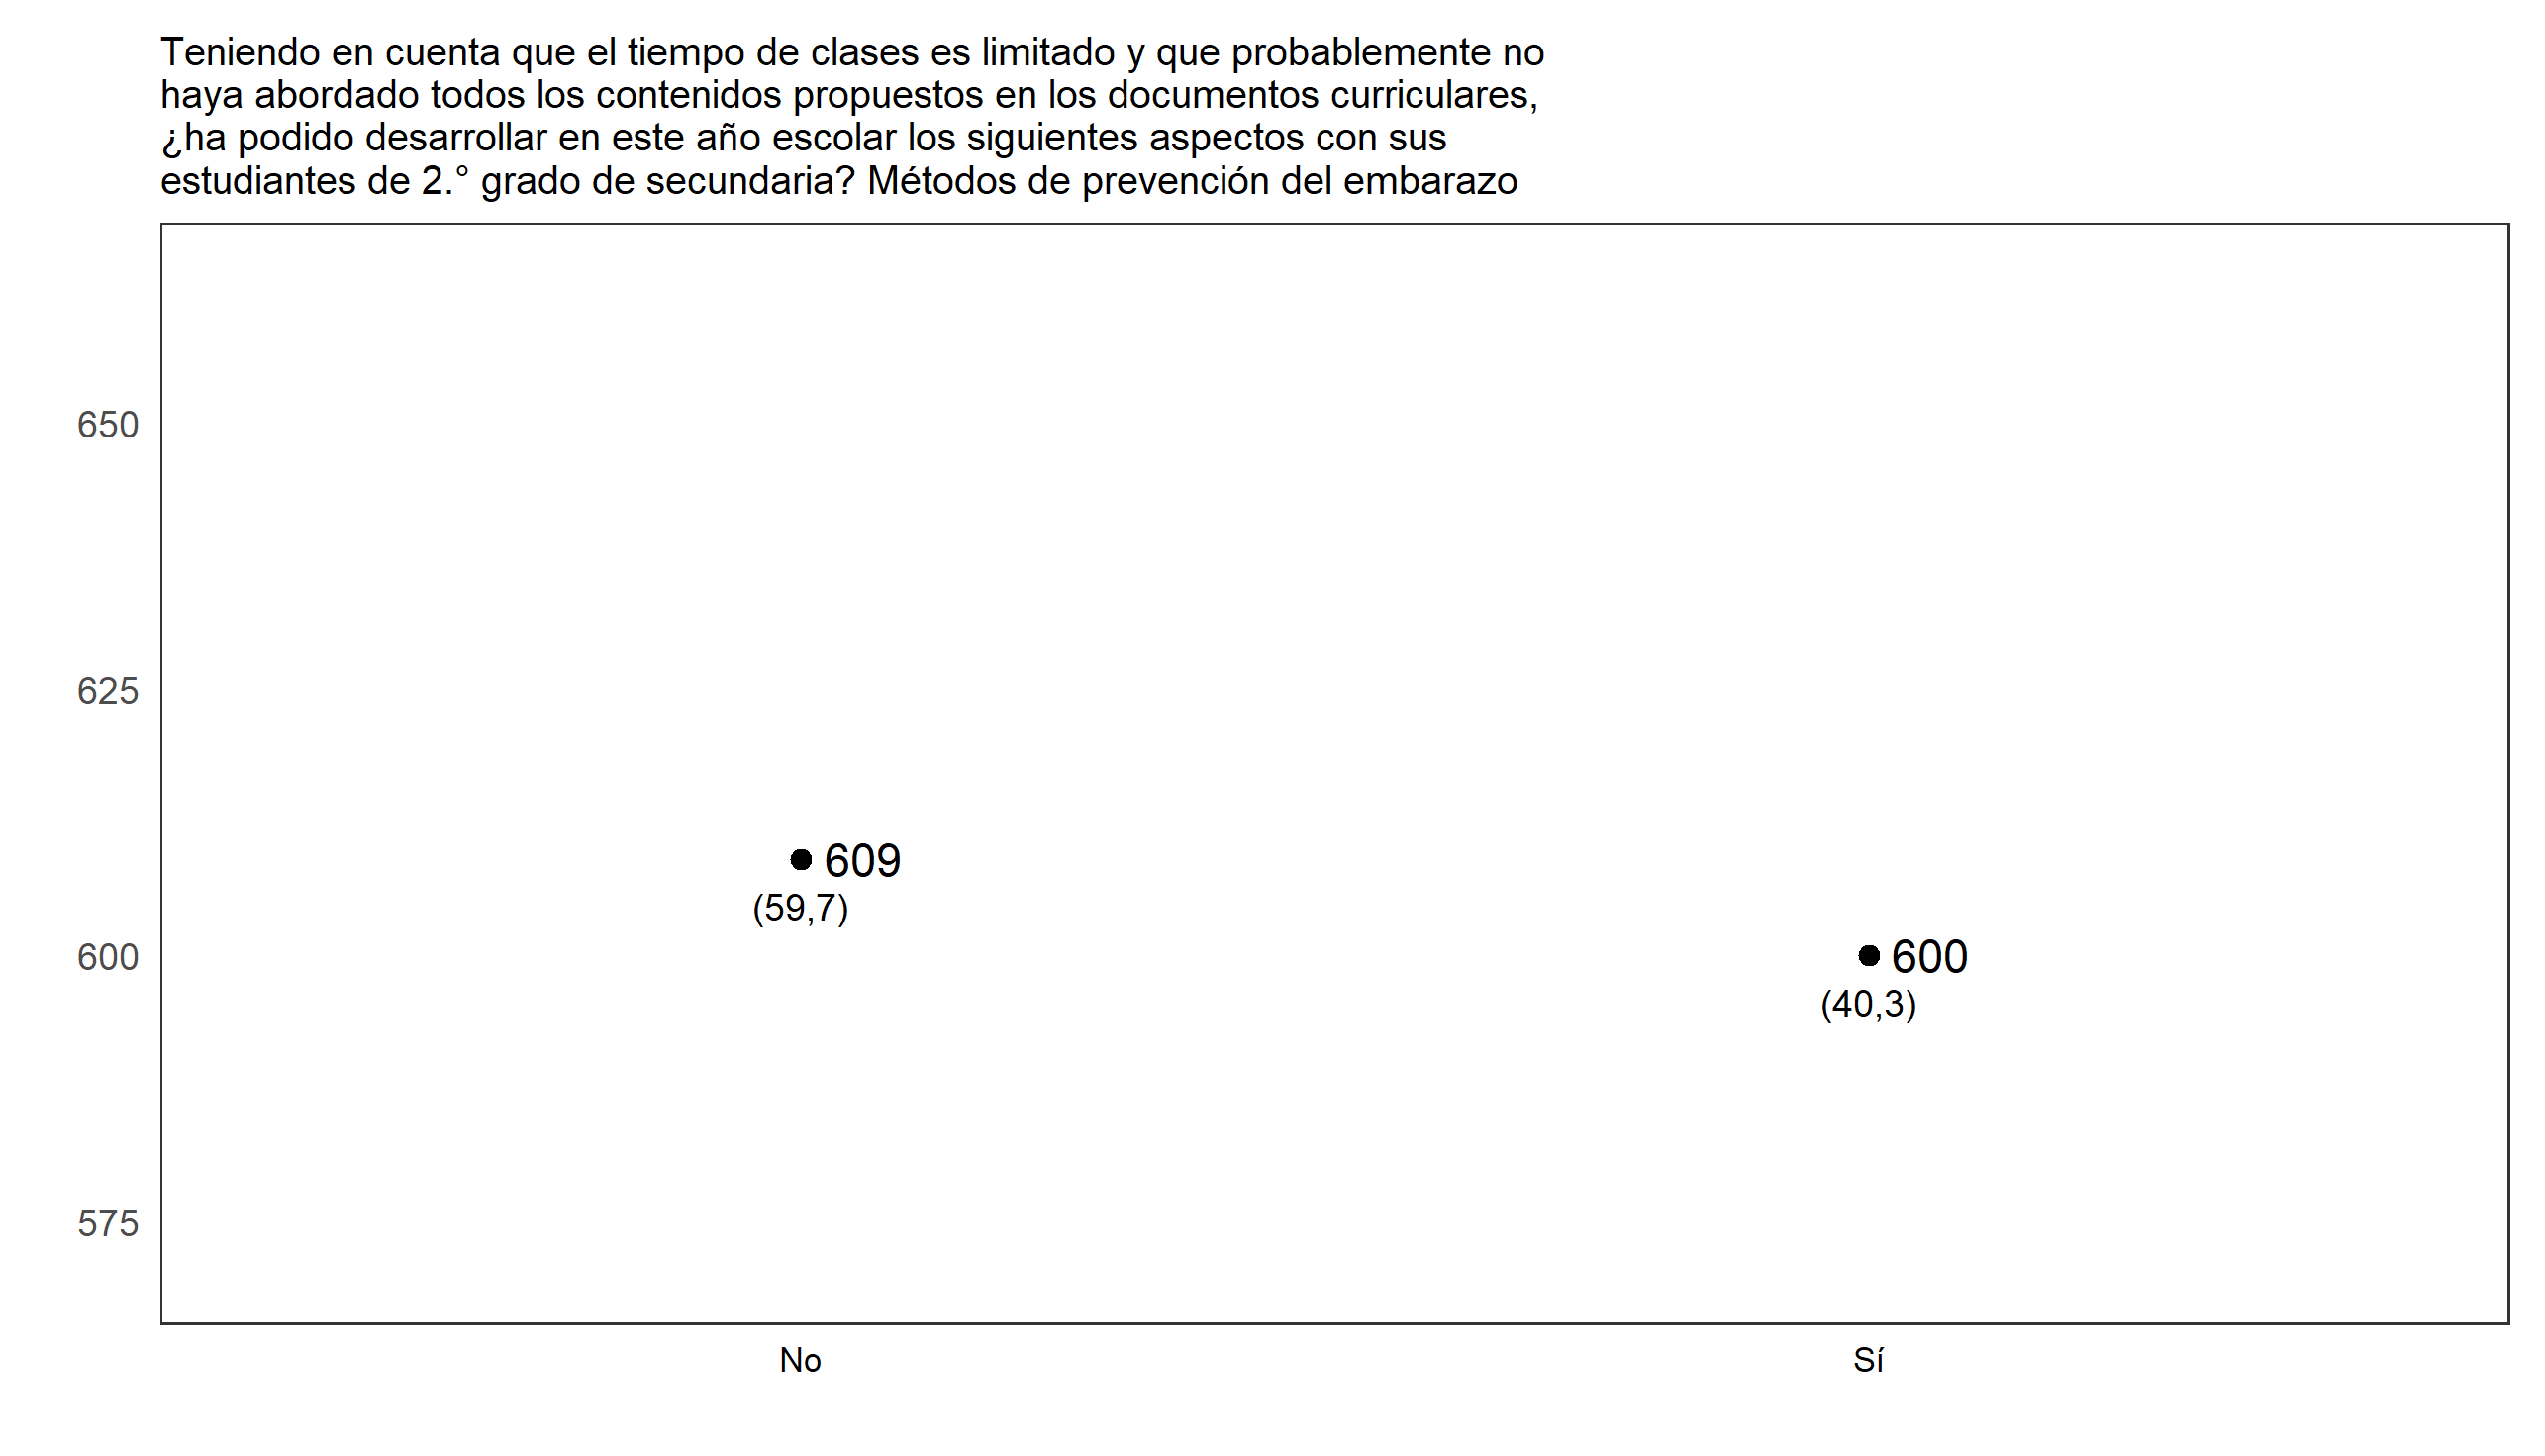 Teniendo en cuenta que el tiempo de clases es limitado y que probablemente no
haya abordado todos los contenidos propuestos en los documentos curriculares,
¿ha podido desarrollar en este año escolar los siguientes aspectos con sus
estudiantes de 2.° grado de secundaria? Métodos de prevención del embarazo
650
625
609
(59,7)
600
600
(40,3)
575
No
Sí